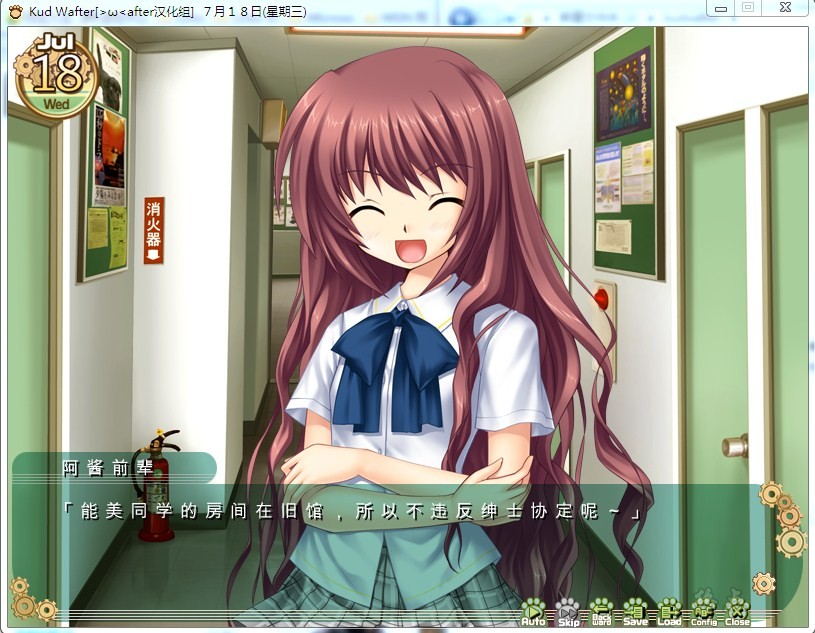 Kud Wafter[>ω<after汉化组] 7月18日(星期三)
Jul
18
Wed
消火器
阿酱前辈
「能美同学的房间在旧馆，所以不违反绅士协定呢～」
Auto
Skip
Back ward
Save
Load
Config
Close